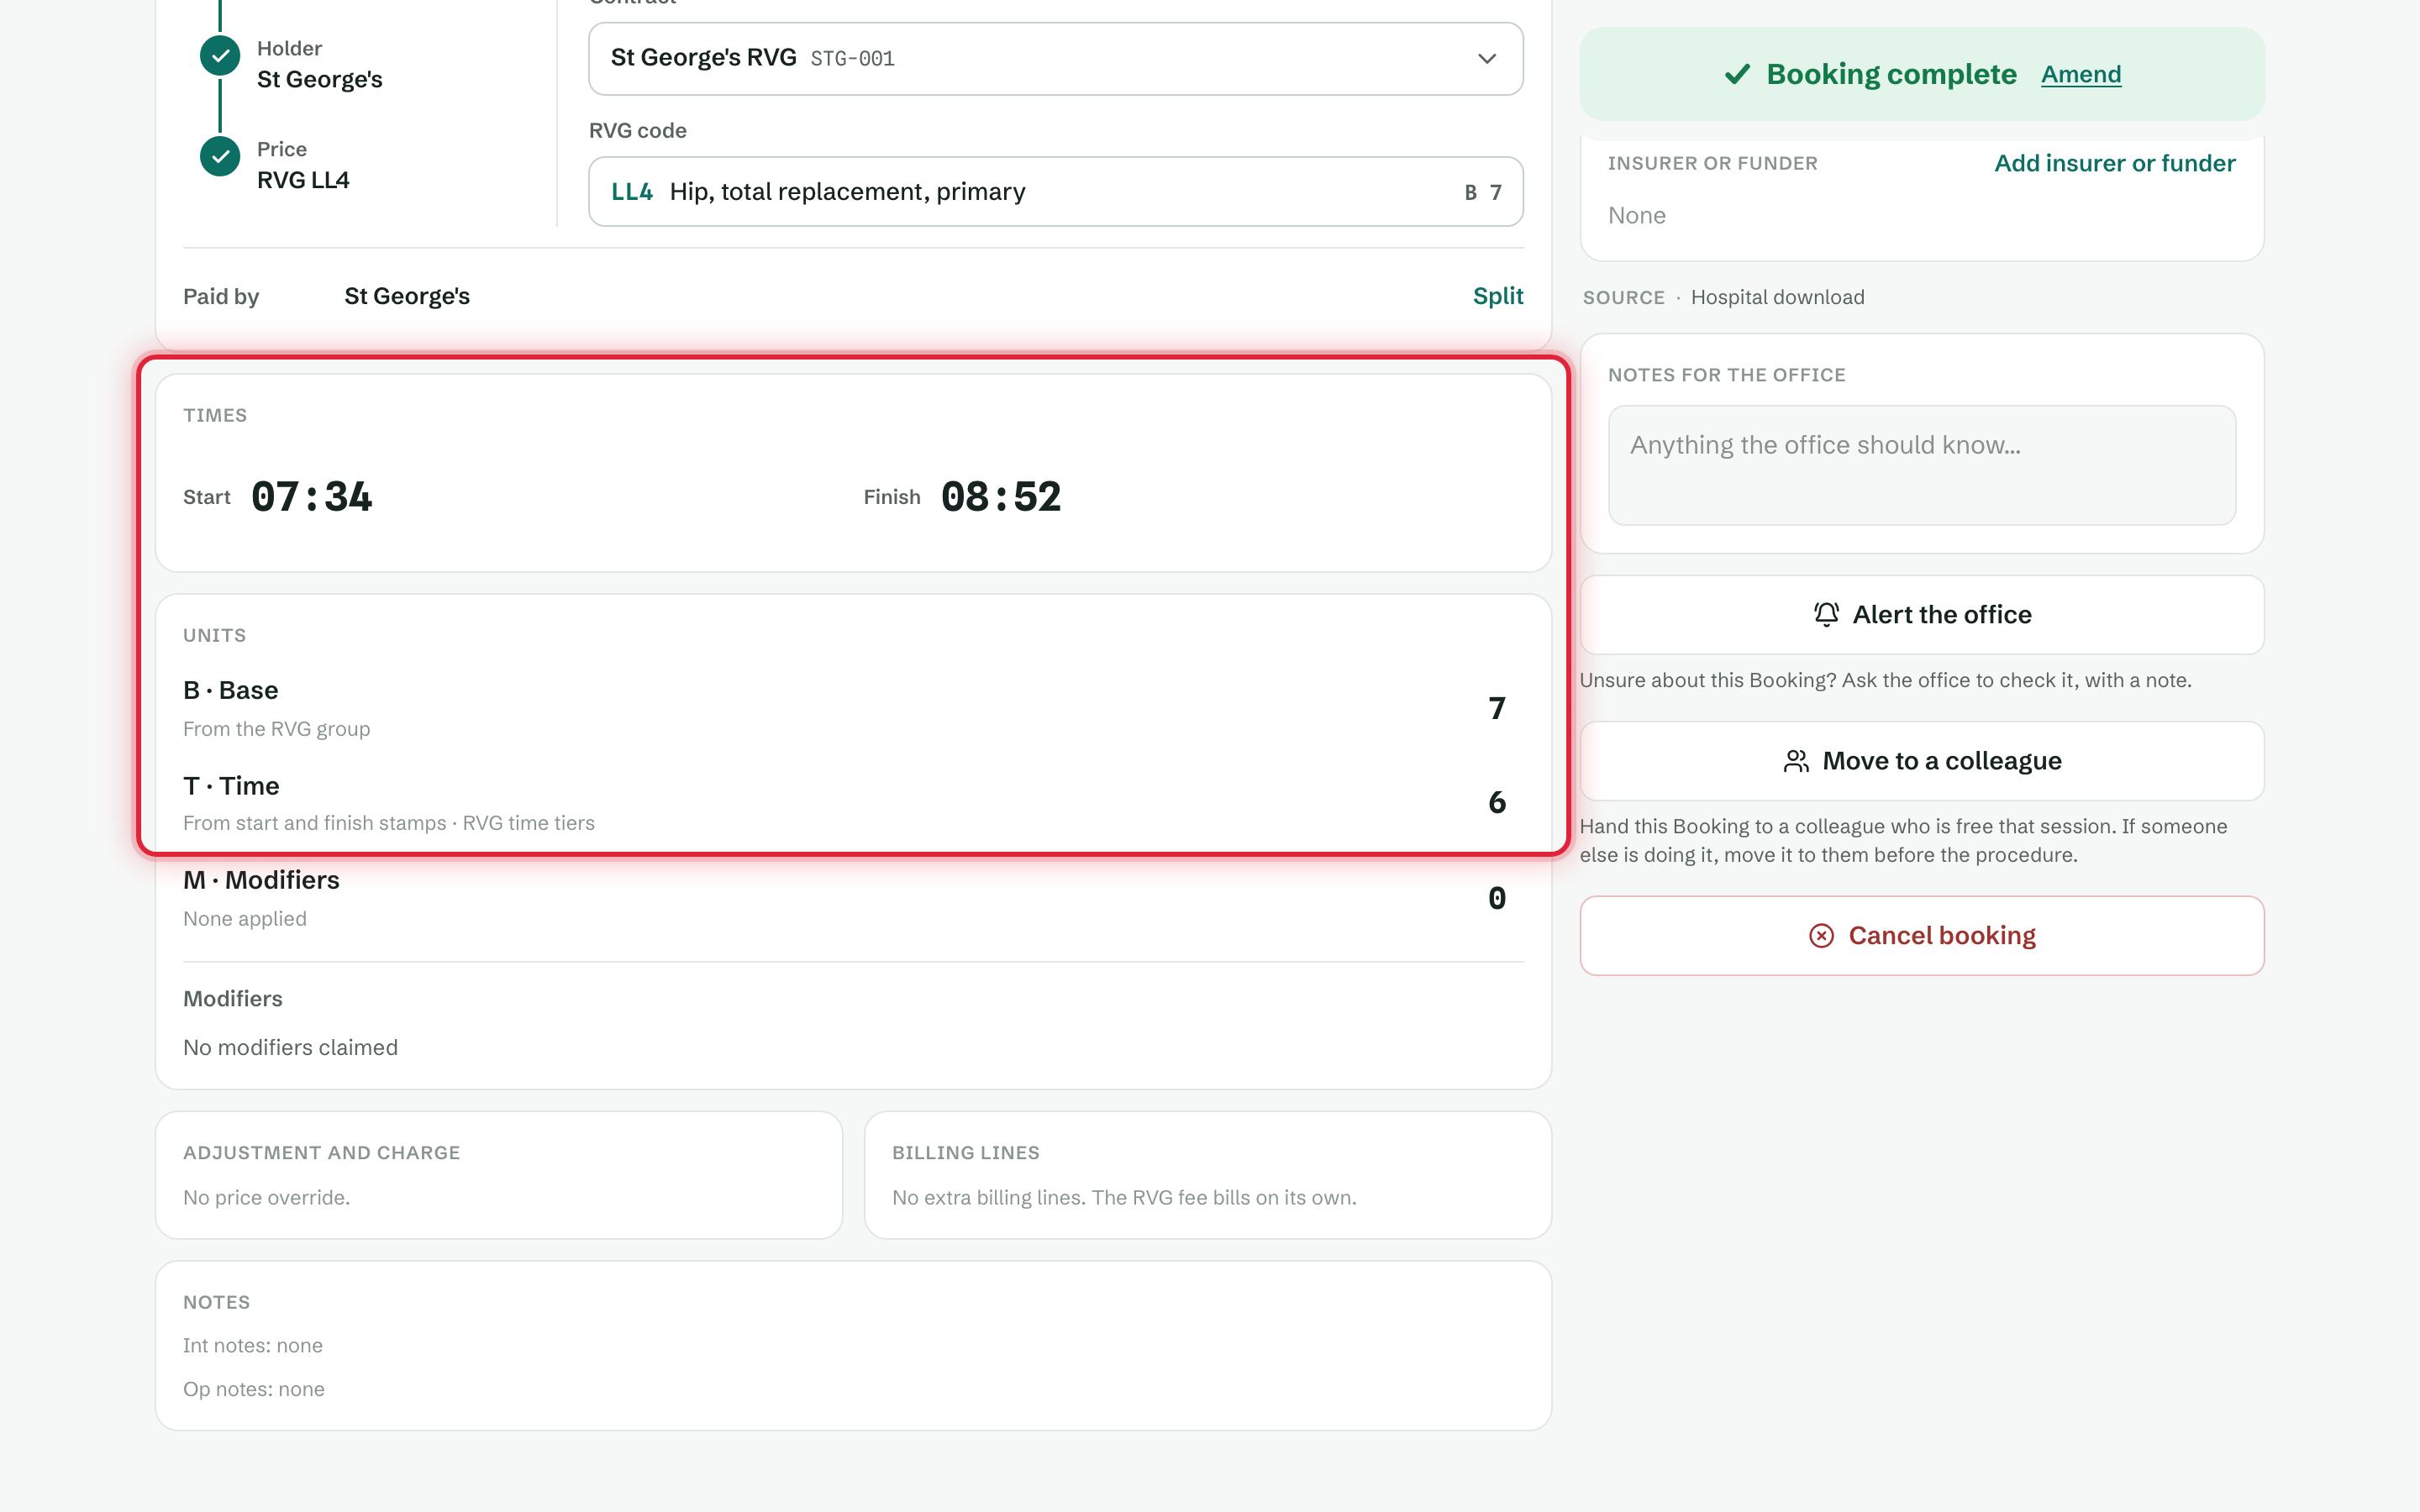 Contract
Holder
St George's
St George's RVG STG-001
RVG code
Price
RVG LL4
LL4 Hip, total replacement, primary B 7
Paid by St George's Split
TIMES
Start 07:34 Finish 08:52
UNITS
B · Base
From the RVG group
7
T · Time
From start and finish stamps · RVG time tiers
6
M · Modifiers
None applied
0
Modifiers
No modifiers claimed
ADJUSTMENT AND CHARGE
No price override.
BILLING LINES
No extra billing lines. The RVG fee bills on its own.
NOTES
Int notes: none
Op notes: none
Booking complete Amend
INSURER OR FUNDER Add insurer or funder
None
SOURCE · Hospital download
NOTES FOR THE OFFICE
Anything the office should know...
Alert the office
Unsure about this Booking? Ask the office to check it, with a note.
Move to a colleague
Hand this Booking to a colleague who is free that session. If someone
else is doing it, move it to them before the procedure.
Cancel booking